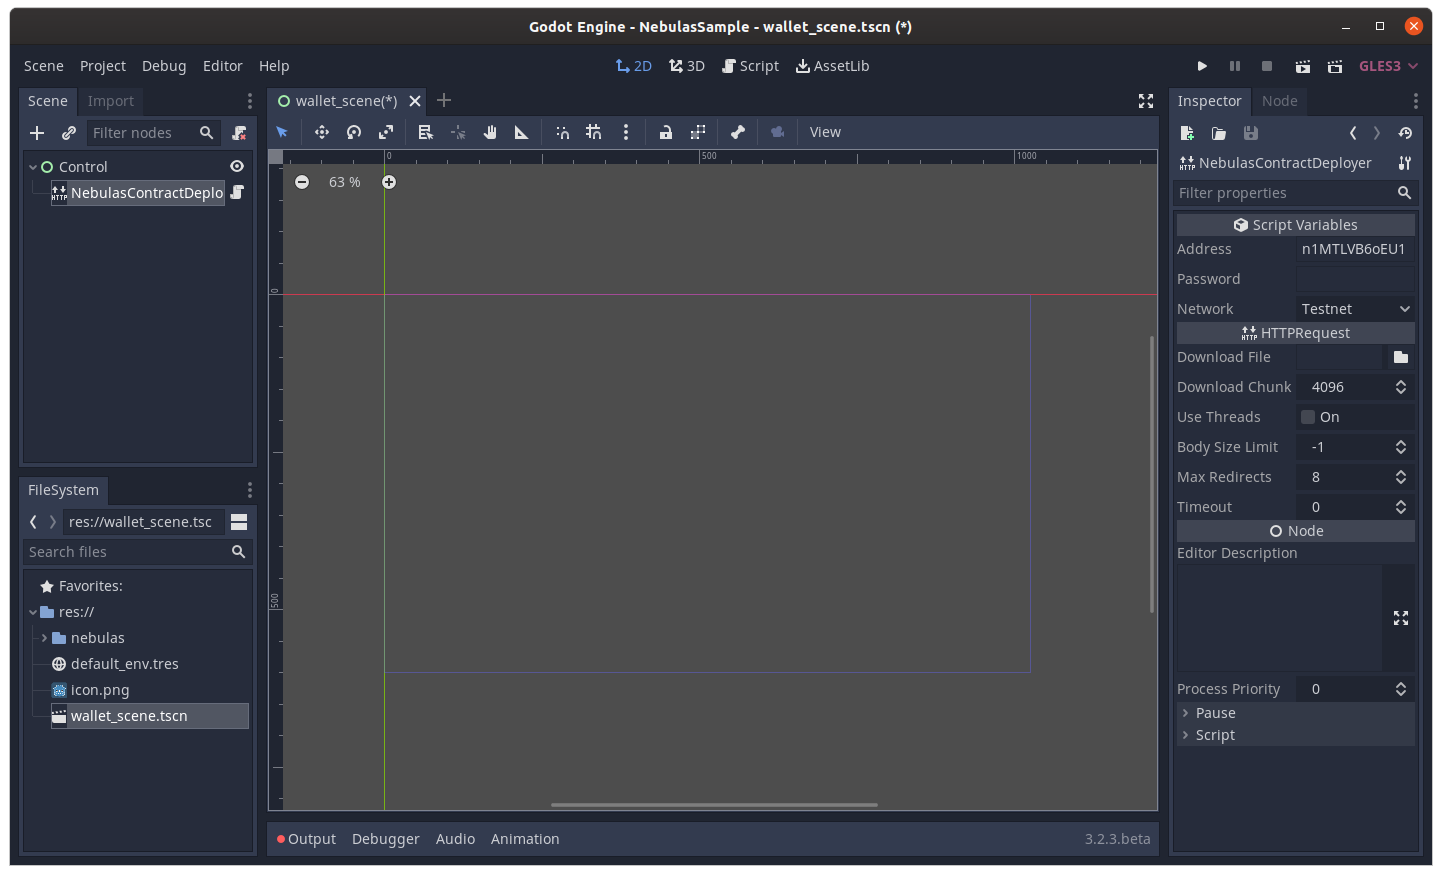 Godot Engine - NebulasSample - wallet_scene.tscn (*)
Scene Project Debug Editor Help
2D 3D Script AssetLib
GLES3
Scene Import
Filter nodes
Control
NebulasContractDeplo
FileSystem
res://wallet_scene.tsc
Search files
Favorites:
res://
nebulas
default_env.tres
icon.png
wallet_scene.tscn
wallet_scene(*)
View
0 500 1000
63 %
0
500
Output Debugger Audio Animation 3.2.3.beta
Inspector Node
HTTP NebulasContractDeployer
Filter properties
Script Variables
Address n1MTLVB6oEU1
Password
Network Testnet
HTTP HTTPRequest
Download File
Download Chunk 4096
Use Threads On
Body Size Limit -1
Max Redirects 8
Timeout 0
Node
Editor Description
Process Priority 0
Pause
Script